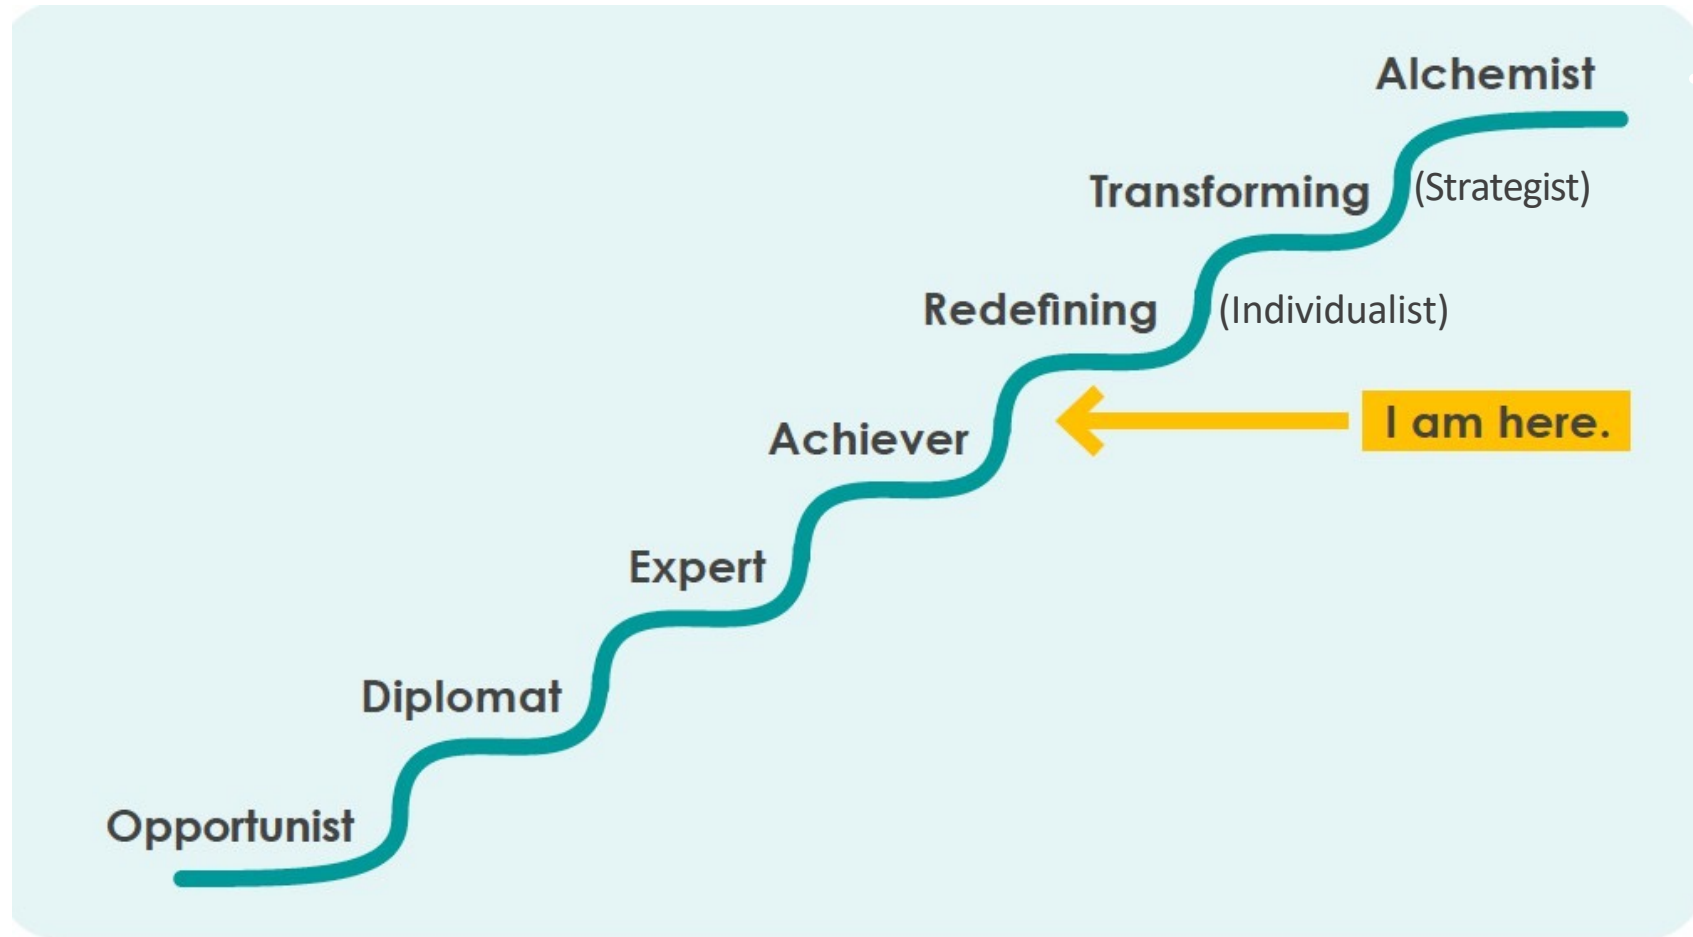 Alchemist
Transforming (Strategist)
Redefining (Individualist)
I am here.
Achiever
Expert
Diplomat
Opportunist